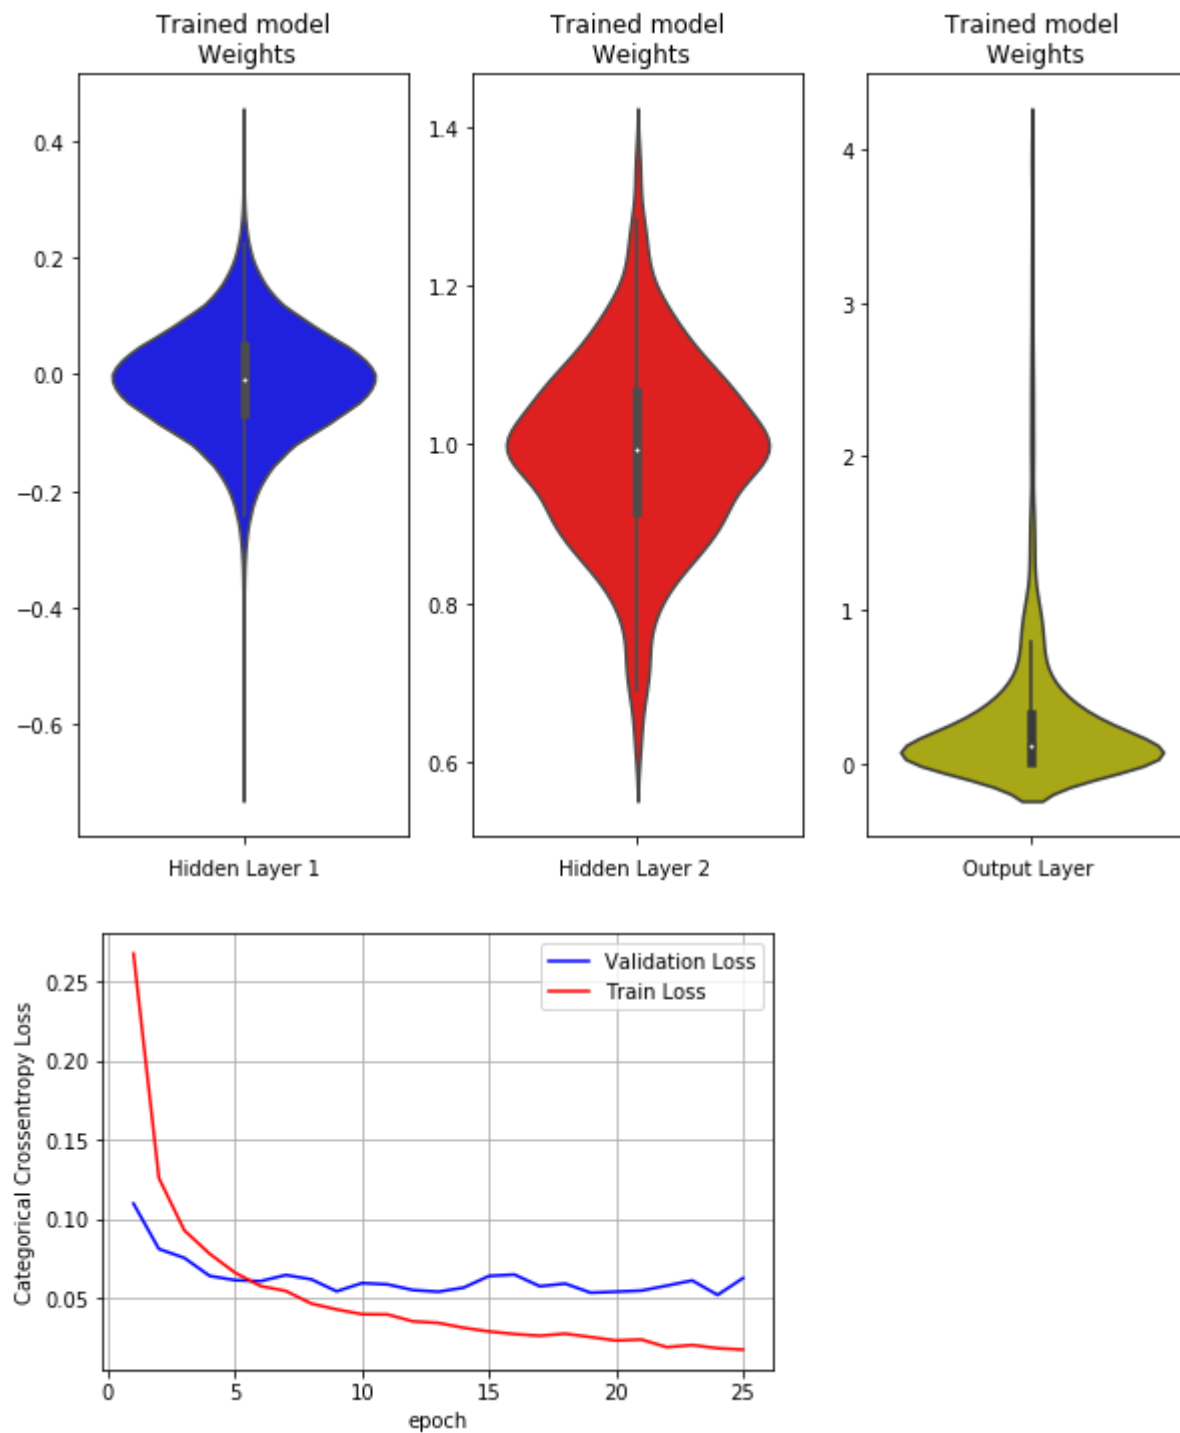 Trained model
Weights
Trained model
Weights
Trained model
Weights
0.4
0.2
0.0
−0.2
−0.4
−0.6
Hidden Layer 1
1.4
1.2
1.0
0.8
0.6
Hidden Layer 2
4
3
2
1
0
Output Layer
Categorical Crossentropy Loss
0.25
0.20
0.15
0.10
0.05
Validation Loss
Train Loss
0 5 10 15 20 25
epoch